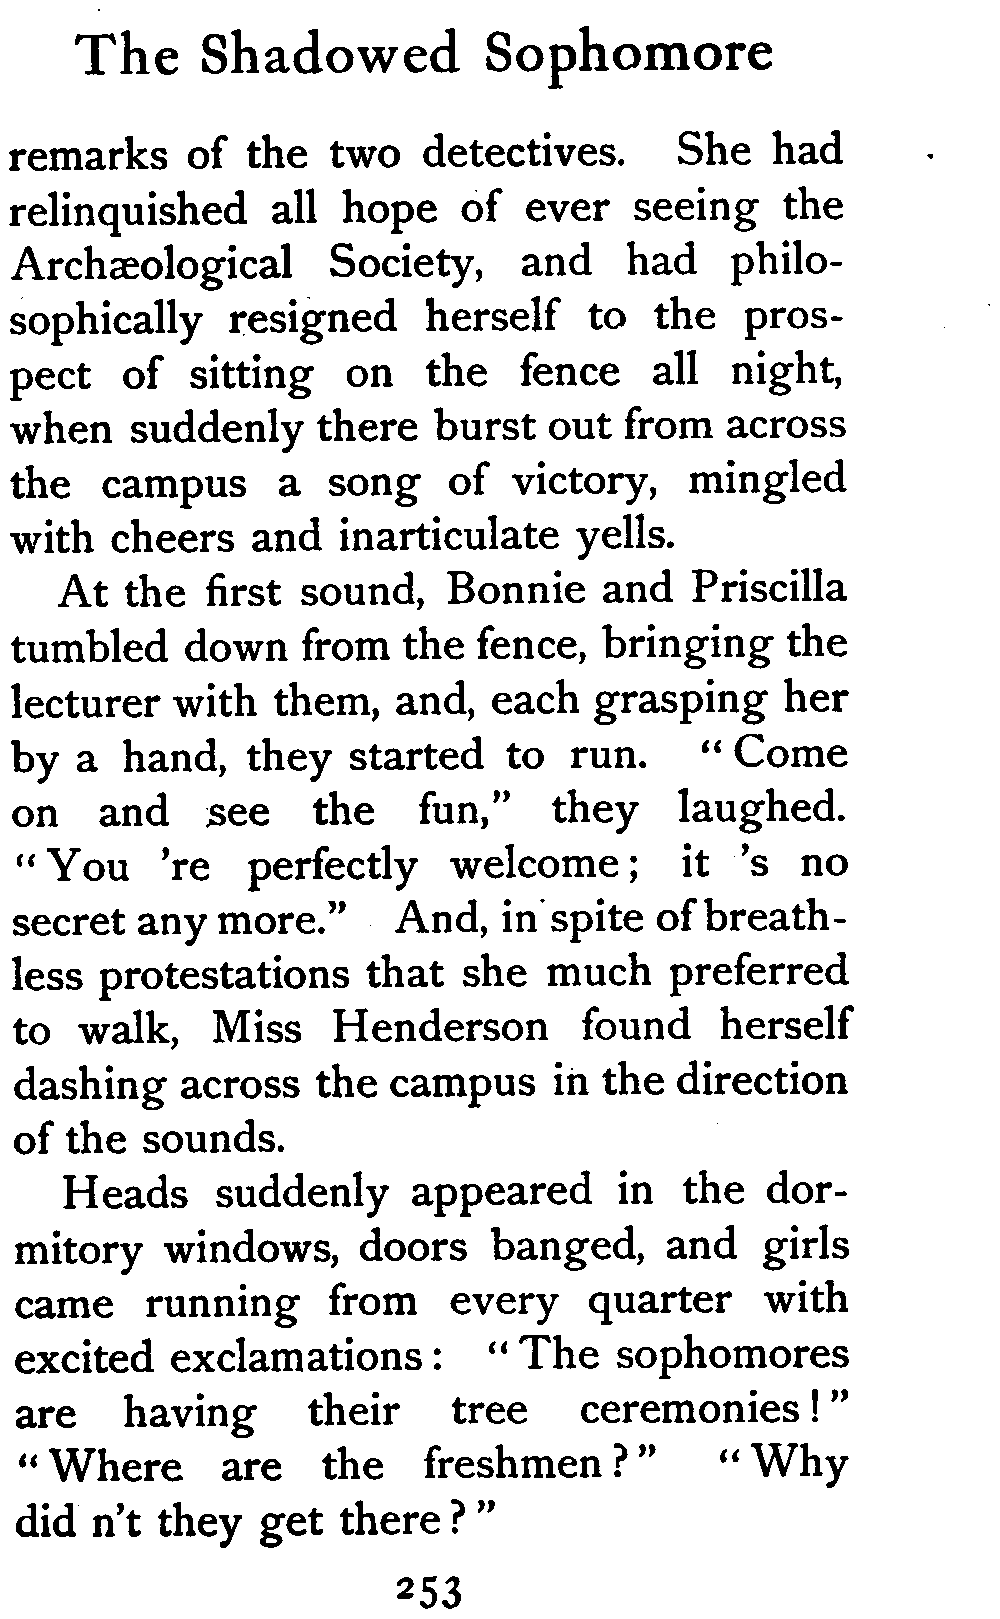 The Shadowed Sophomore
remarks of the two detectives. She had
relinquished all hope of ever seeing the
Archæological Society, and had philo-
sophically resigned herself to the pros-
pect of sitting on the fence all night,
when suddenly there burst out from across
the campus a song of victory, mingled
with cheers and inarticulate yells.
At the first sound, Bonnie and Priscilla
tumbled down from the fence, bringing the
lecturer with them, and, each grasping her
by a hand, they started to run. “Come
on and see the fun,” they laughed.
“You 're perfectly welcome; it 's no
secret any more.” And, in spite of breath-
less protestations that she much preferred
to walk, Miss Henderson found herself
dashing across the campus in the direction
of the sounds.
Heads suddenly appeared in the dor-
mitory windows, doors banged, and girls
came running from every quarter with
excited exclamations: “The sophomores
are having their tree ceremonies!”
“Where are the freshmen?” “Why
did n't they get there?”
253